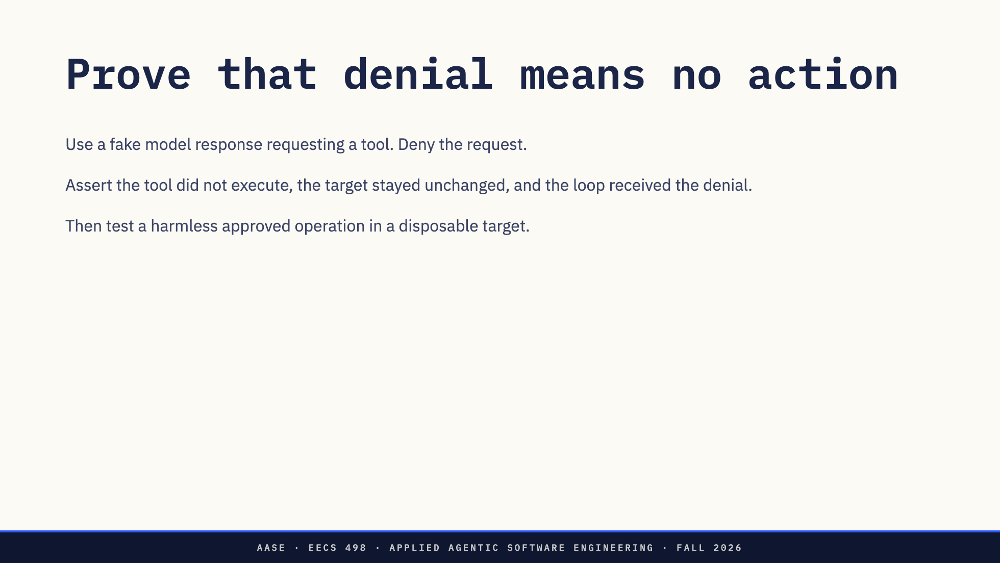 Prove that denial means no action
Use a fake model response requesting a tool. Deny the request.
Assert the tool did not execute, the target stayed unchanged, and the loop received the denial.
Then test a harmless approved operation in a disposable target.
AASE · EECS 498 · APPLIED AGENTIC SOFTWARE ENGINEERING · FALL 2026